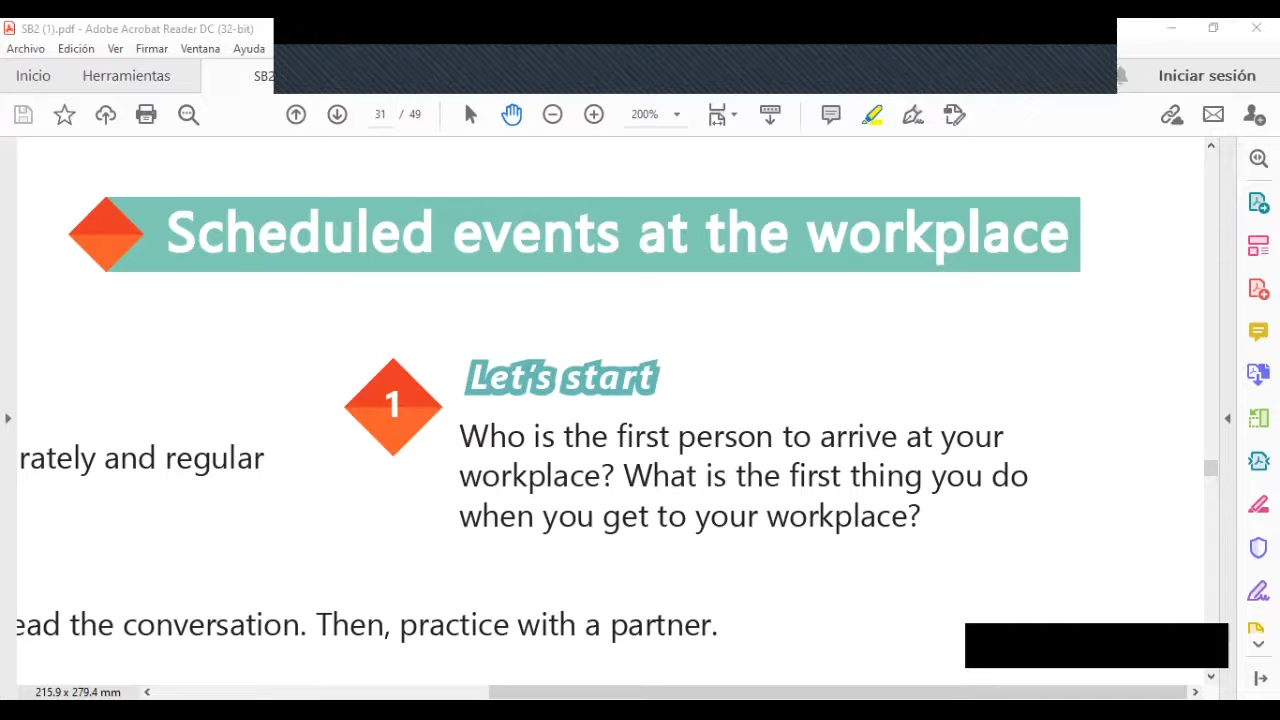 SB2 (1).pdf - Adobe Acrobat Reader DC (32-bit)
Archivo Edición Ver Firmar Ventana Ayuda
Inicio Herramientas SB2 Iniciar sesión
31 / 49 200%
Scheduled events at the workplace
1
Let's start
Who is the first person to arrive at your
workplace? What is the first thing you do
when you get to your workplace?
rately and regular
ead the conversation. Then, practice with a partner.
215.9 x 279.4 mm